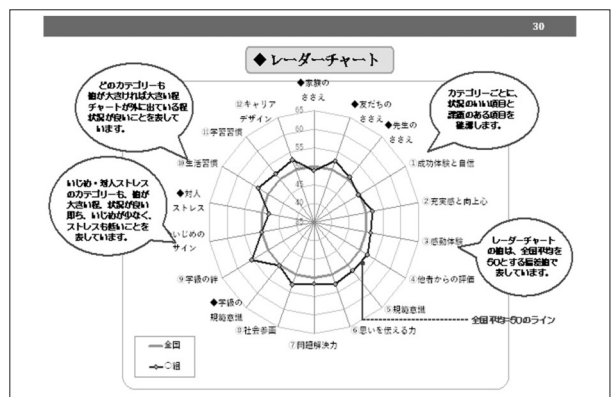 30
◆レーダーチャート
どのカテゴリーも
値が大きければ大きい程
チャートが外に出ている程
状況が良いことを表して
います。
カテゴリーごとに、
状況のいい項目と
課題のある項目を
確認します。
いじめ・対人ストレス
のカテゴリーも、値が
大きい程、状況が良い
即ち、いじめが少なく、
ストレスも低いことを
表しています。
レーダーチャート
の値は、全国平均を
50とする偏差値で
表しています。
◆家族の
ささえ
◆友だちの
ささえ
◆先生の
ささえ
①成功体験と自信
②充実感と向上心
③感動体験
④他者からの評価
⑤規範意識
⑥思いを伝える力
⑦問題解決力
⑧社会参画
◆学級の
規範意識
⑨学級の絆
いじめの
サイン
◆対人
ストレス
⑩生活習慣
⑪学習習慣
⑫キャリア
デザイン
65
60
55
50
45
40
35
全国平均=50のライン
全国
○組